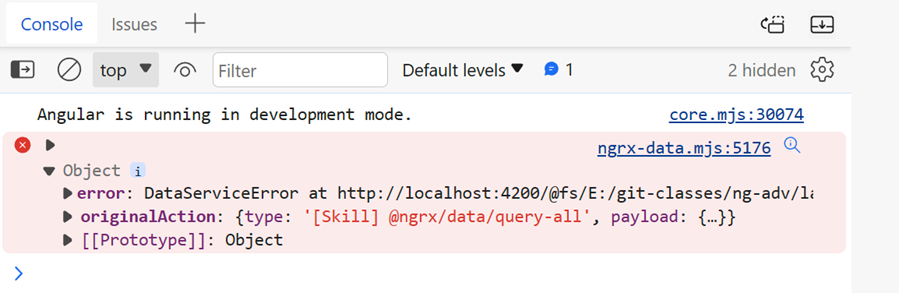 Console Issues
top Filter Default levels 1 2 hidden
Angular is running in development mode. core.mjs:30074
ngrx-data.mjs:5176
Object i
error: DataServiceError at http://localhost:4200/@fs/E:/git-classes/ng-adv/la
originalAction: {type: '[Skill] @ngrx/data/query-all', payload: {…}}
[[Prototype]]: Object